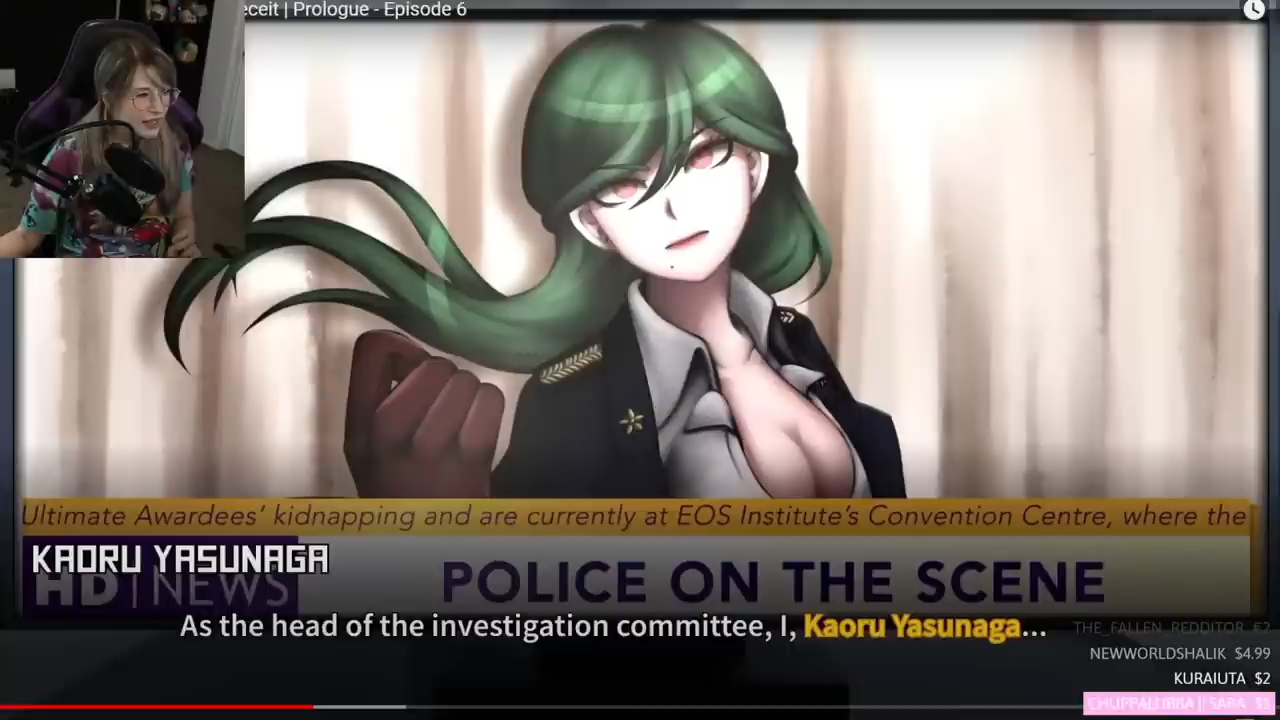 eceit | Prologue - Episode 6
Ultimate Awardees' kidnapping and are currently at EOS Institute's Convention Centre, where the
KAORU YASUNAGA
HD | NEWS
POLICE ON THE SCENE
As the head of the investigation committee, I, Kaoru Yasunaga...
THE_FALLEN_REDDITOR €2
NEWWORLDSHALIK $4.99
KURAIUTA $2